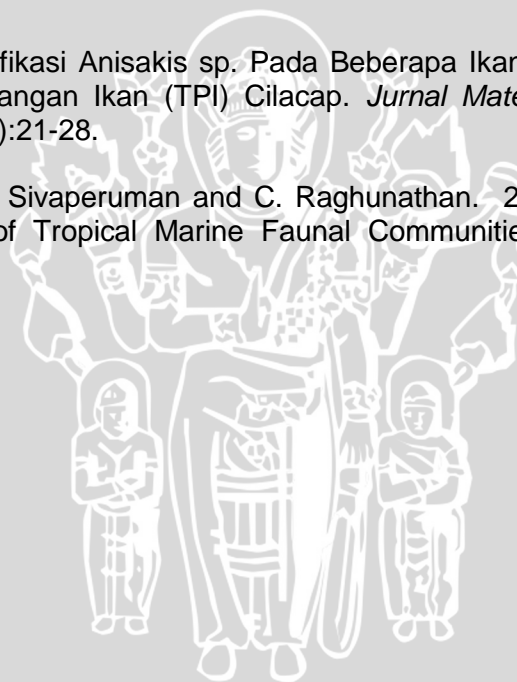 fikasi Anisakis sp. Pada Beberapa Ikan
angan Ikan (TPI) Cilacap. Jurnal Mate
):21-28.
Sivaperuman and C. Raghunathan. 2
of Tropical Marine Faunal Communitie